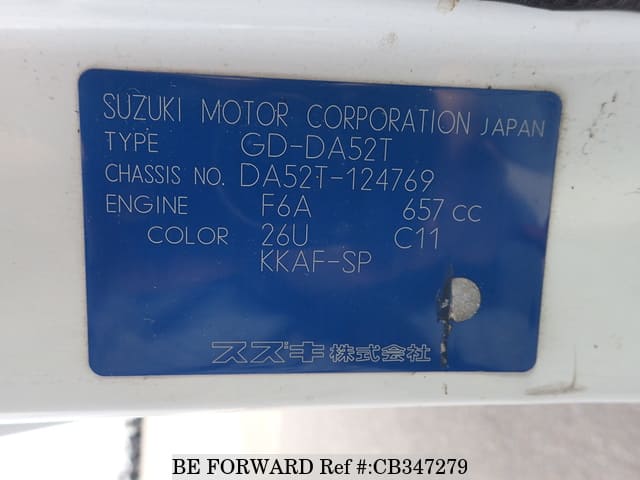 SUZUKI MOTOR CORPORATION JAPAN
TYPE GD-DA52T
CHASSIS NO. DA52T-124769
ENGINE F6A 657 CC
COLOR 26U C11
KKAF-SP
スズキ株式会社
BE FORWARD Ref #:CB347279